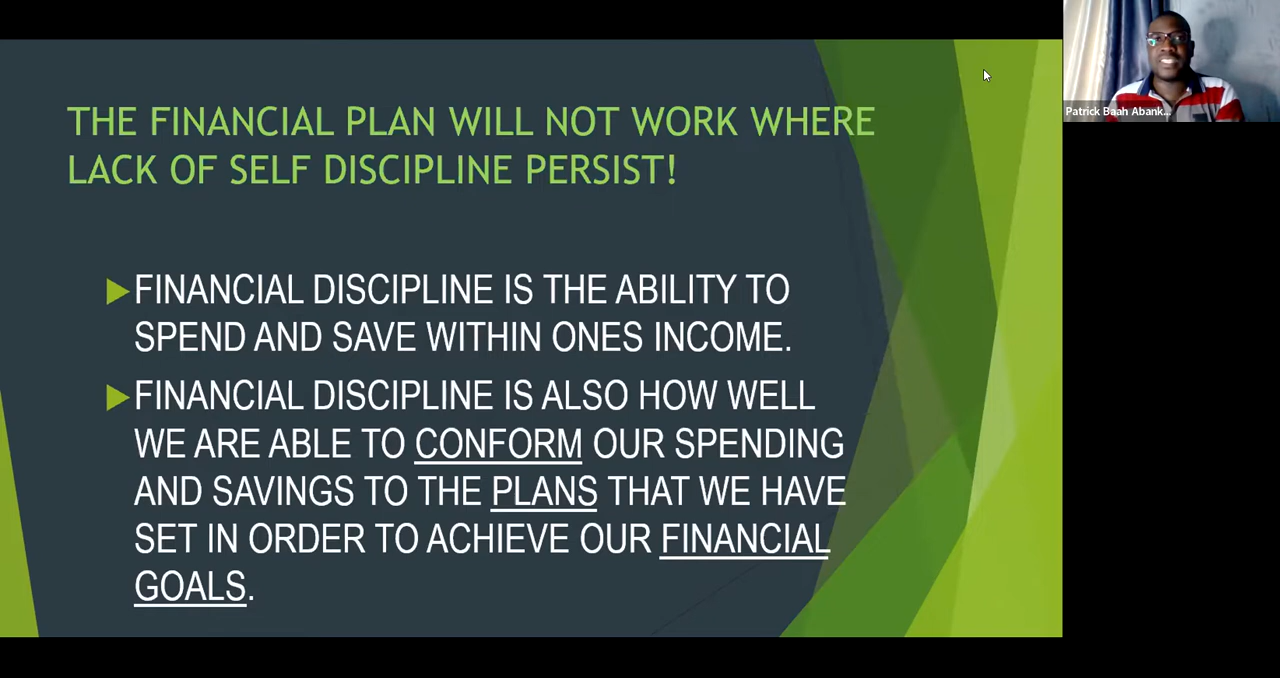 THE FINANCIAL PLAN WILL NOT WORK WHERE
LACK OF SELF DISCIPLINE PERSIST!
FINANCIAL DISCIPLINE IS THE ABILITY TO
SPEND AND SAVE WITHIN ONES INCOME.
FINANCIAL DISCIPLINE IS ALSO HOW WELL
WE ARE ABLE TO CONFORM OUR SPENDING
AND SAVINGS TO THE PLANS THAT WE HAVE
SET IN ORDER TO ACHIEVE OUR FINANCIAL
GOALS.
Patrick Baah Abank...